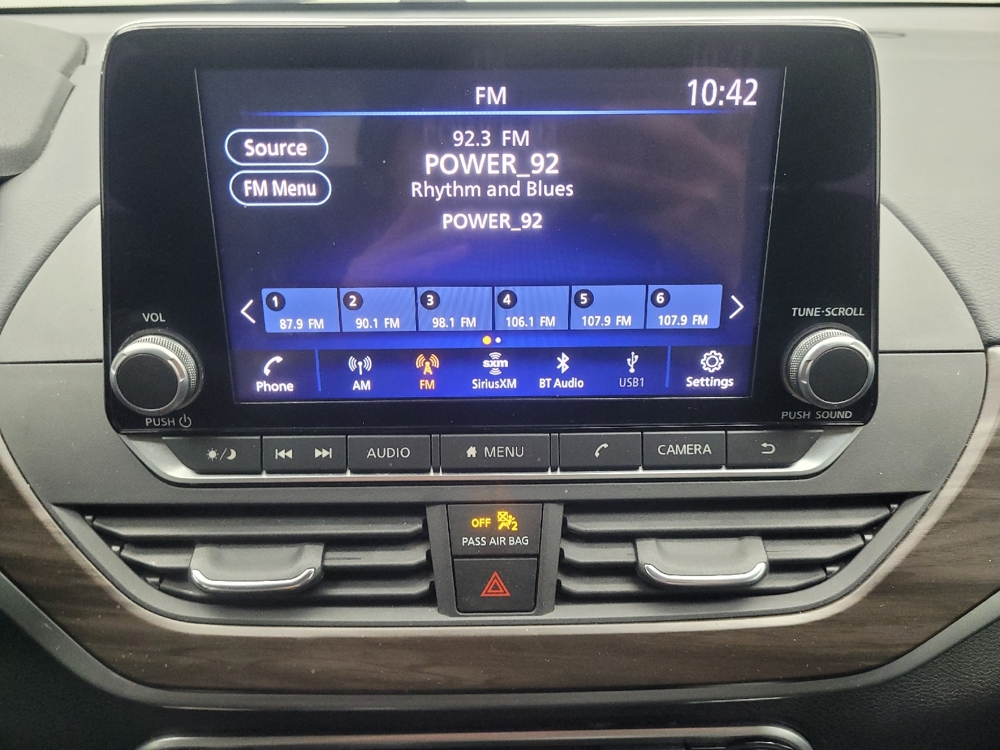 FM 10:42
Source
92.3 FM
POWER_92
FM Menu
Rhythm and Blues
POWER_92
1 2 3 4 5 6
87.9 FM 90.1 FM 98.1 FM 106.1 FM 107.9 FM 107.9 FM
VOL
TUNE·SCROLL
sxm
Phone AM FM SiriusXM BT Audio USB1 Settings
PUSH
PUSH SOUND
AUDIO MENU CAMERA
OFF 2
PASS AIR BAG